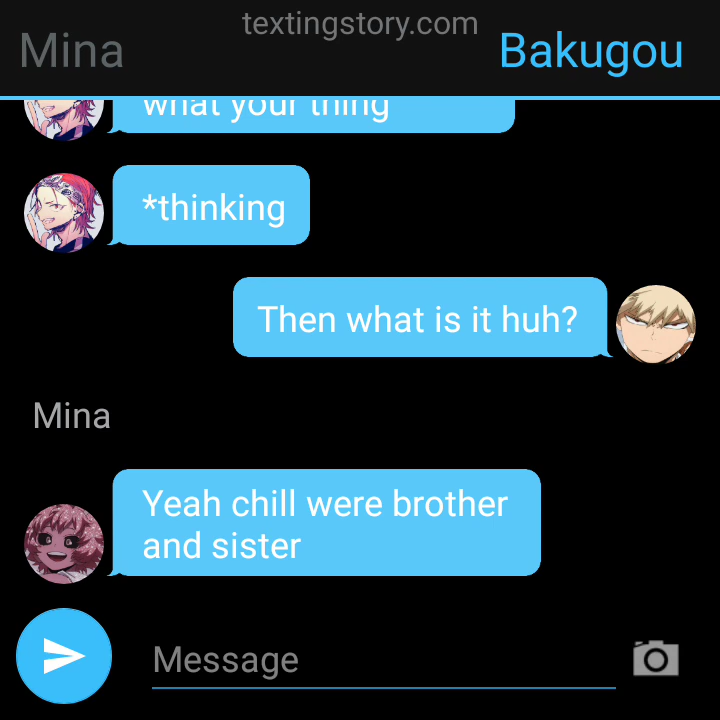 textingstory.com
Mina
Bakugou
what your thing
*thinking
Then what is it huh?
Mina
Yeah chill were brother
and sister
Message